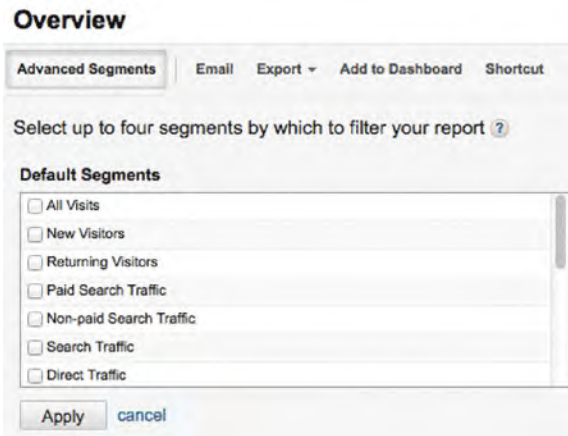 Overview
Advanced Segments Email Export Add to Dashboard Shortcut
Select up to four segments by which to filter your report ?
Default Segments
All Visits
New Visitors
Returning Visitors
Paid Search Traffic
Non-paid Search Traffic
Search Traffic
Direct Traffic
Apply cancel